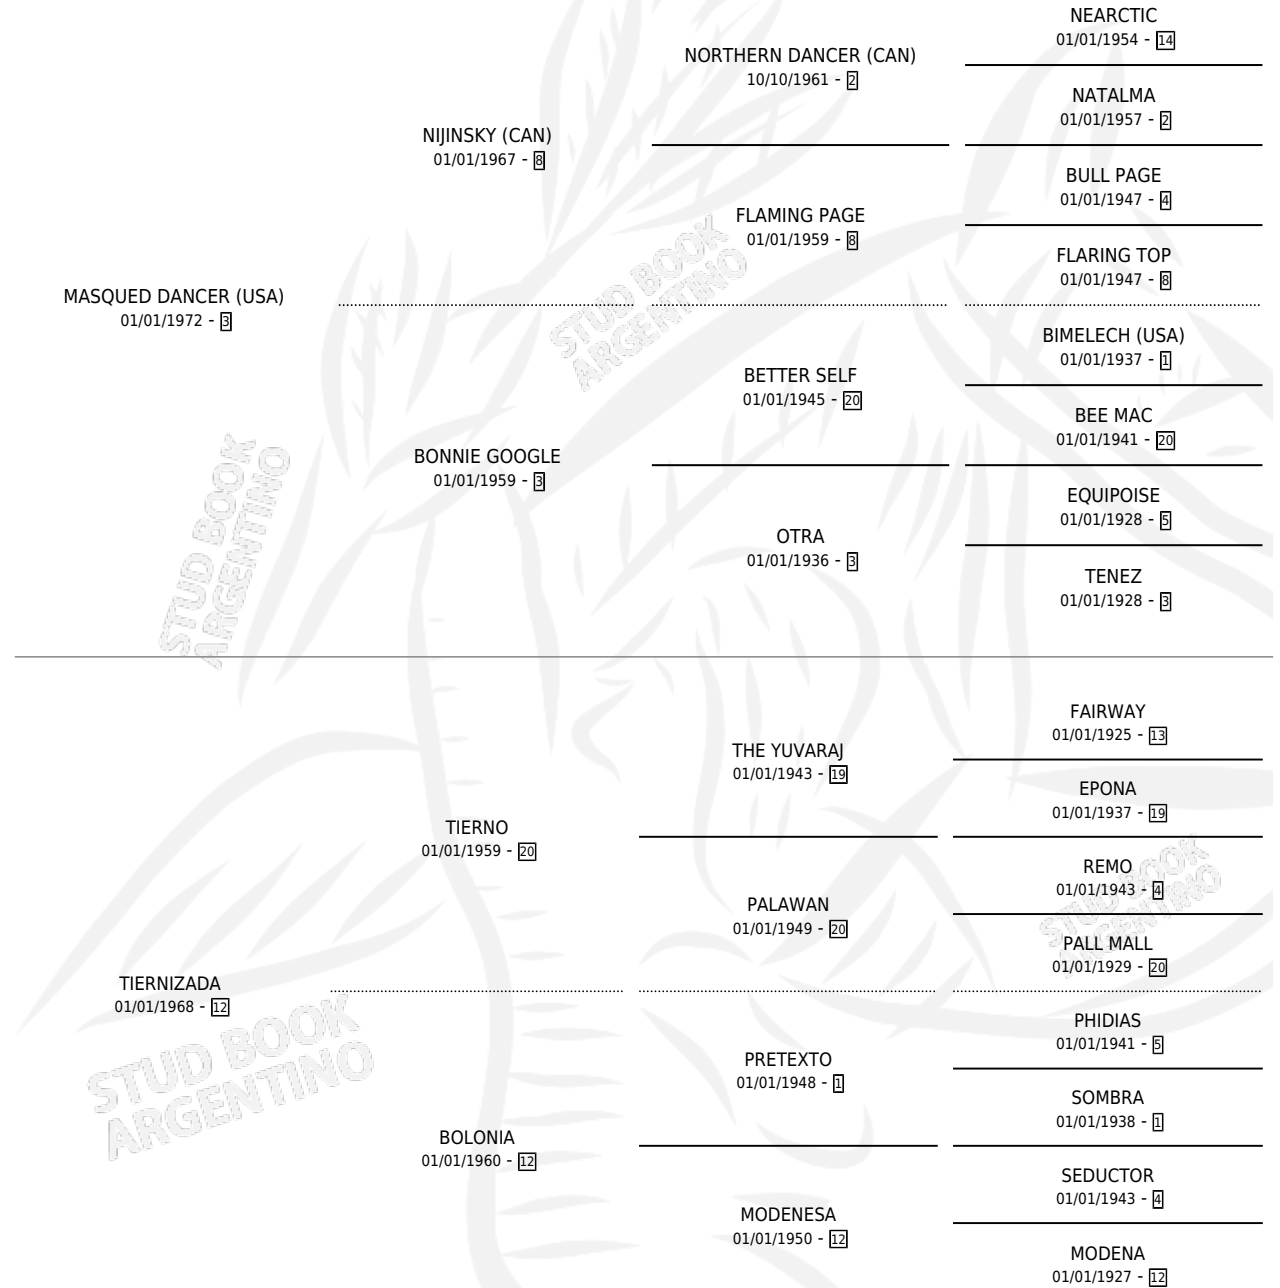 NEARCTIC
01/01/1954 - 14
NORTHERN DANCER (CAN)
10/10/1961 - 2
NATALMA
01/01/1957 - 2
NIJINSKY (CAN)
01/01/1967 - 8
BULL PAGE
01/01/1947 - 4
FLAMING PAGE
01/01/1959 - 8
FLARING TOP
01/01/1947 - 8
MASQUED DANCER (USA)
01/01/1972 - 3
STUD BOOK
ARGENTINO
BIMELECH (USA)
01/01/1937 - 1
BETTER SELF
01/01/1945 - 20
BEE MAC
01/01/1941 - 20
BONNIE GOOGLE
01/01/1959 - 3
EQUIPOISE
01/01/1928 - 5
OTRA
01/01/1936 - 3
TENEZ
01/01/1928 - 3
STUD BOOK
ARGENTINO
FAIRWAY
01/01/1925 - 13
THE YUVARAJ
01/01/1943 - 19
EPONA
01/01/1937 - 19
TIERNO
01/01/1959 - 20
REMO
01/01/1943 - 4
PALAWAN
01/01/1949 - 20
PALL MALL
01/01/1929 - 20
STUD BOOK
ARGENTINO
TIERNIZADA
01/01/1968 - 12
PHIDIAS
01/01/1941 - 5
PRETEXTO
01/01/1948 - 1
SOMBRA
01/01/1938 - 1
STUD BOOK
ARGENTINO
BOLONIA
01/01/1960 - 12
SEDUCTOR
01/01/1943 - 4
MODENESA
01/01/1950 - 12
MODENA
01/01/1927 - 12